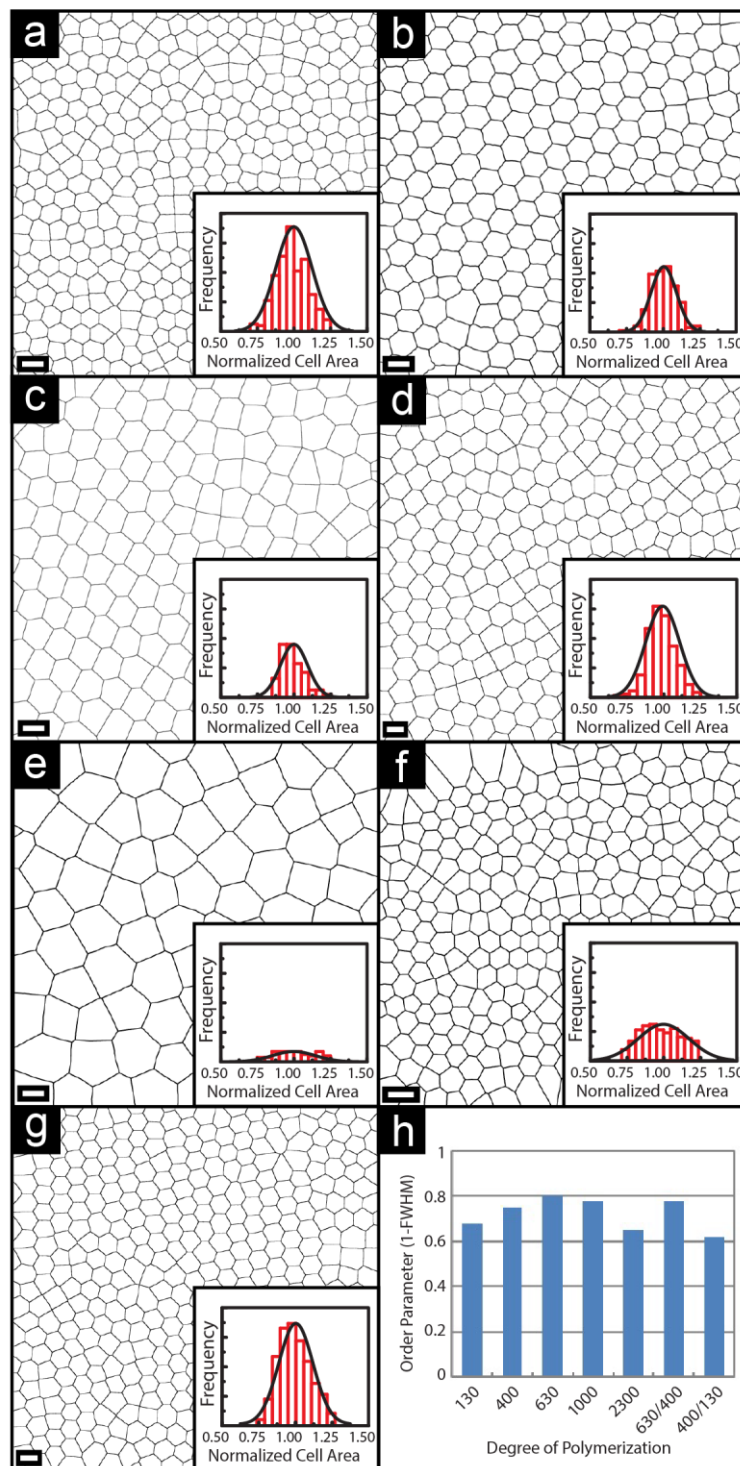 a
Frequency
0.50 0.75 1.00 1.25 1.50
Normalized Cell Area
b
Frequency
0.50 0.75 1.00 1.25 1.50
Normalized Cell Area
c
Frequency
0.50 0.75 1.00 1.25 1.50
Normalized Cell Area
d
Frequency
0.50 0.75 1.00 1.25 1.50
Normalized Cell Area
e
Frequency
0.50 0.75 1.00 1.25 1.50
Normalized Cell Area
f
Frequency
0.50 0.75 1.00 1.25 1.50
Normalized Cell Area
g
Frequency
0.50 0.75 1.00 1.25 1.50
Normalized Cell Area
h
Order Parameter (1-FWHM)
1
0.8
0.6
0.4
0.2
0
130 400 630 1000 2300 630/400 400/130
Degree of Polymerization